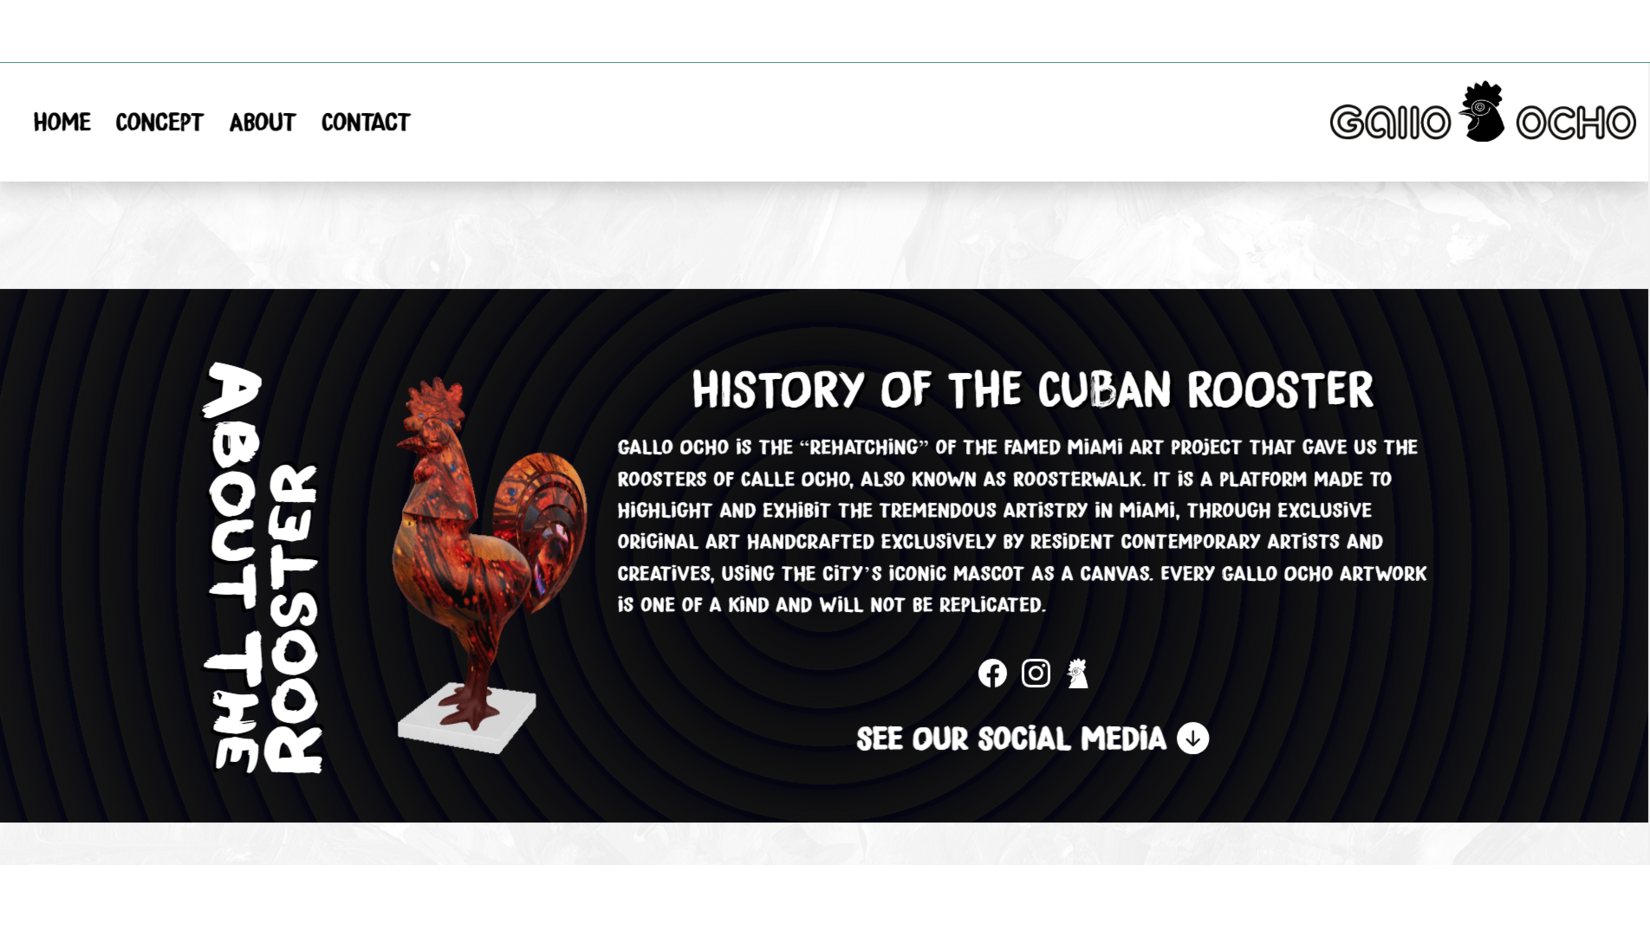 HOME CONCEPT ABOUT CONTACT
Gallo OCHO
ABOUT THE
ROOSTER
HISTORY OF THE CUBAN ROOSTER
GALLO OCHO iS THE “REHATCHiNG” OF THE FAMED MiAMi ART PROJECT THAT GAVE US THE
ROOSTERS OF CALLE OCHO, ALSO KNOWN AS ROOSTERWALK. IT iS A PLATFORM MADE TO
HiGHLiGHT AND EXHiBiT THE TREMENDOUS ARTiSTRY iN MiAMi, THROUGH EXCLUSiVE
ORiGiNAL ART HANDCRAFTED EXCLUSiVELY BY RESiDENT CONTEMPORARY ARTiSTS AND
CREATiVES, USiNG THE CiTY’S iCONiC MASCOT AS A CANVAS. EVERY GALLO OCHO ARTWORK
iS ONE OF A KiND AND WiLL NOT BE REPLiCATED.
SEE OUR SOCiAL MEDiA